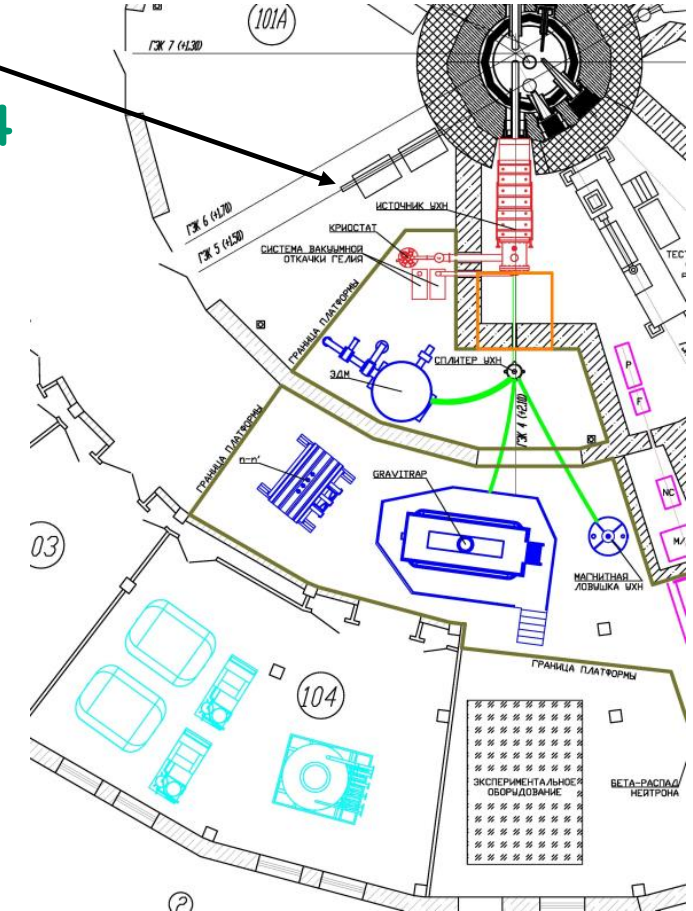 101A
ГЭК 7 (+1.30)
4
ГЭК 6 (+1.70)
ГЭК 5 (+1.50)
ИСТОЧНИК УХН
КРИОСТАТ
СИСТЕМА ВАКУУМНОЙ
ОТКАЧКИ ГЕЛИЯ
ТЕСТ
ГРАНИЦА ПЛАТФОРМЫ
СПЛИТЕР УХН
ЭДМ
P
F
ГЭК 4 (+2.10)
ГРАНИЦА ПЛАТФОРМЫ
n-n'
GRAVITRAP
NC
03
М/
МАГНИТНАЯ
ЛОВУШКА УХН
104
ГРАНИЦА ПЛАТФОРМЫ
ЭКСПЕРИМЕНТАЛЬНОЕ
ОБОРУДОВАНИЕ
БЕТА-РАСПАД
НЕЙТРОНА